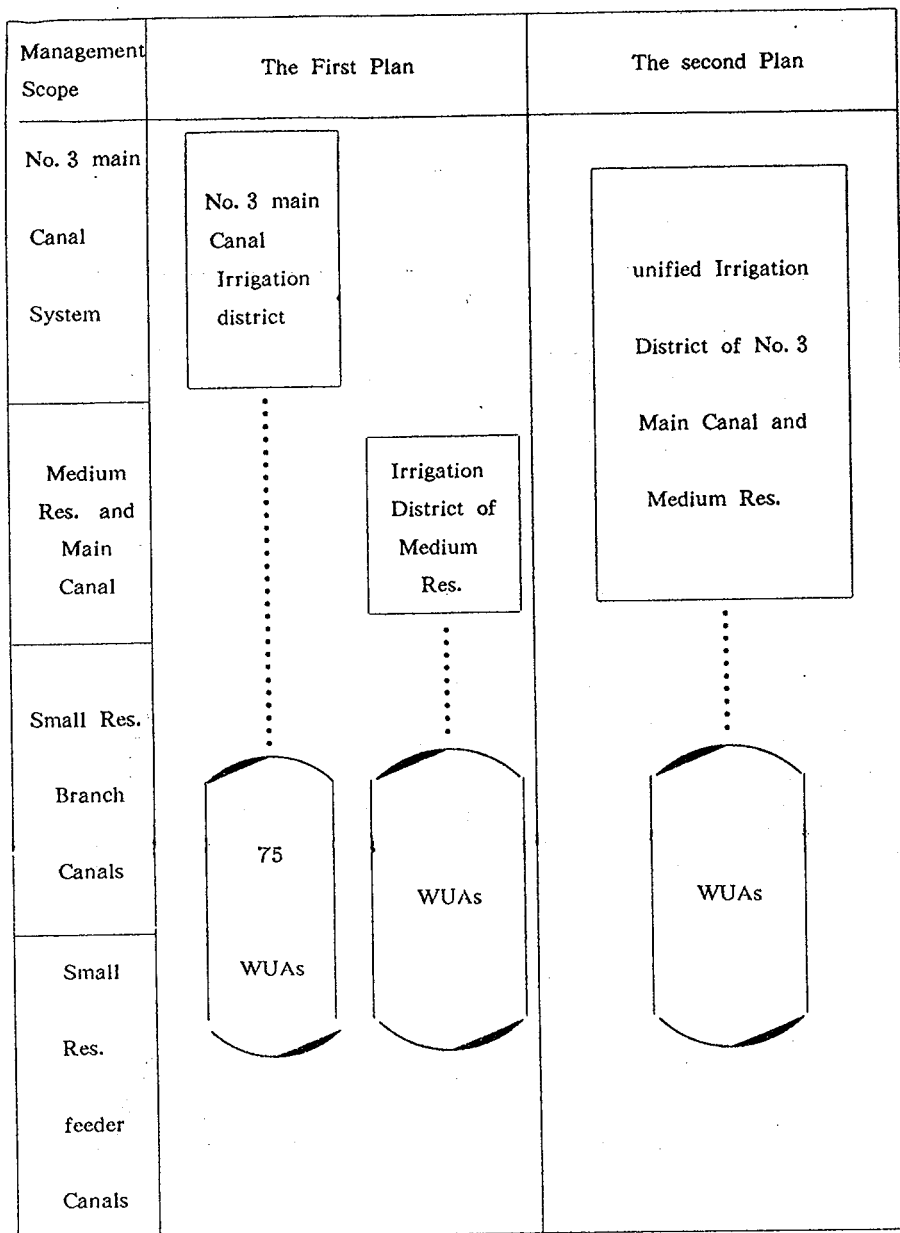 Management
Scope
The First Plan
The second Plan
No. 3 main
Canal
System
No. 3 main
Canal
Irrigation
district
unified Irrigation
District of No. 3
Main Canal and
Medium Res.
Medium
Res. and
Main
Canal
Irrigation
District of
Medium
Res.
Small Res.
Branch
Canals
75
WUAs
WUAs
WUAs
Small
Res.
feeder
Canals